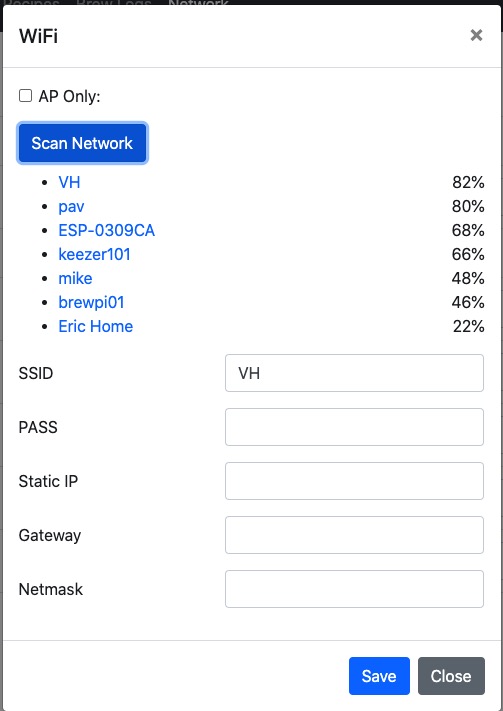 Recipes Brew Logs Network
WiFi ×
AP Only:
Scan Network
VH 82%
pav 80%
ESP-0309CA 68%
keezer101 66%
mike 48%
brewpi01 46%
Eric Home 22%
SSID VH
PASS
Static IP
Gateway
Netmask
Save Close